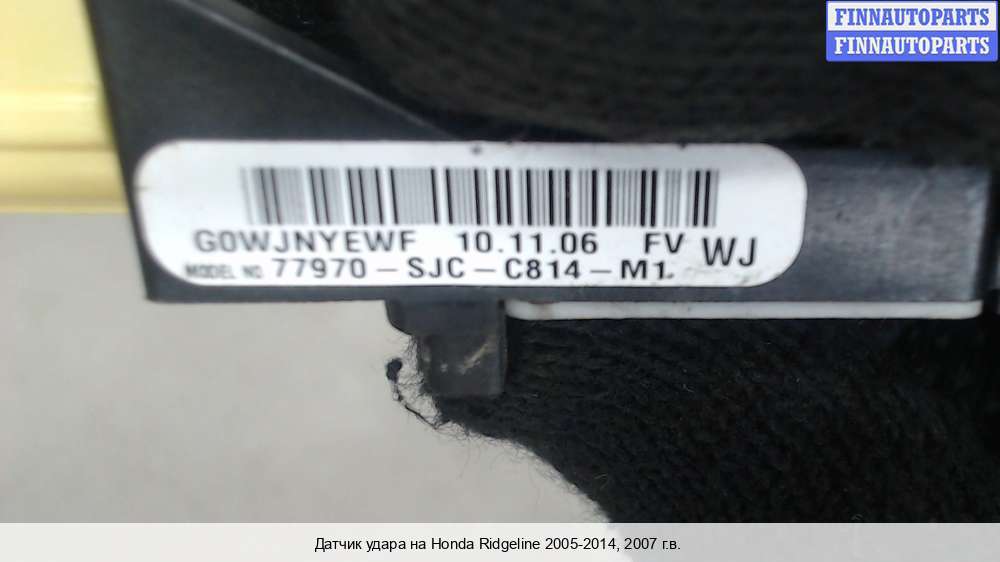 FINNAUTOPARTS
FINNAUTOPARTS
G0WJNYEWF 10.11.06 FV WJ
MODEL NO 77970-SJC-C814-M1.
Датчик удара на Honda Ridgeline 2005-2014, 2007 г.в.